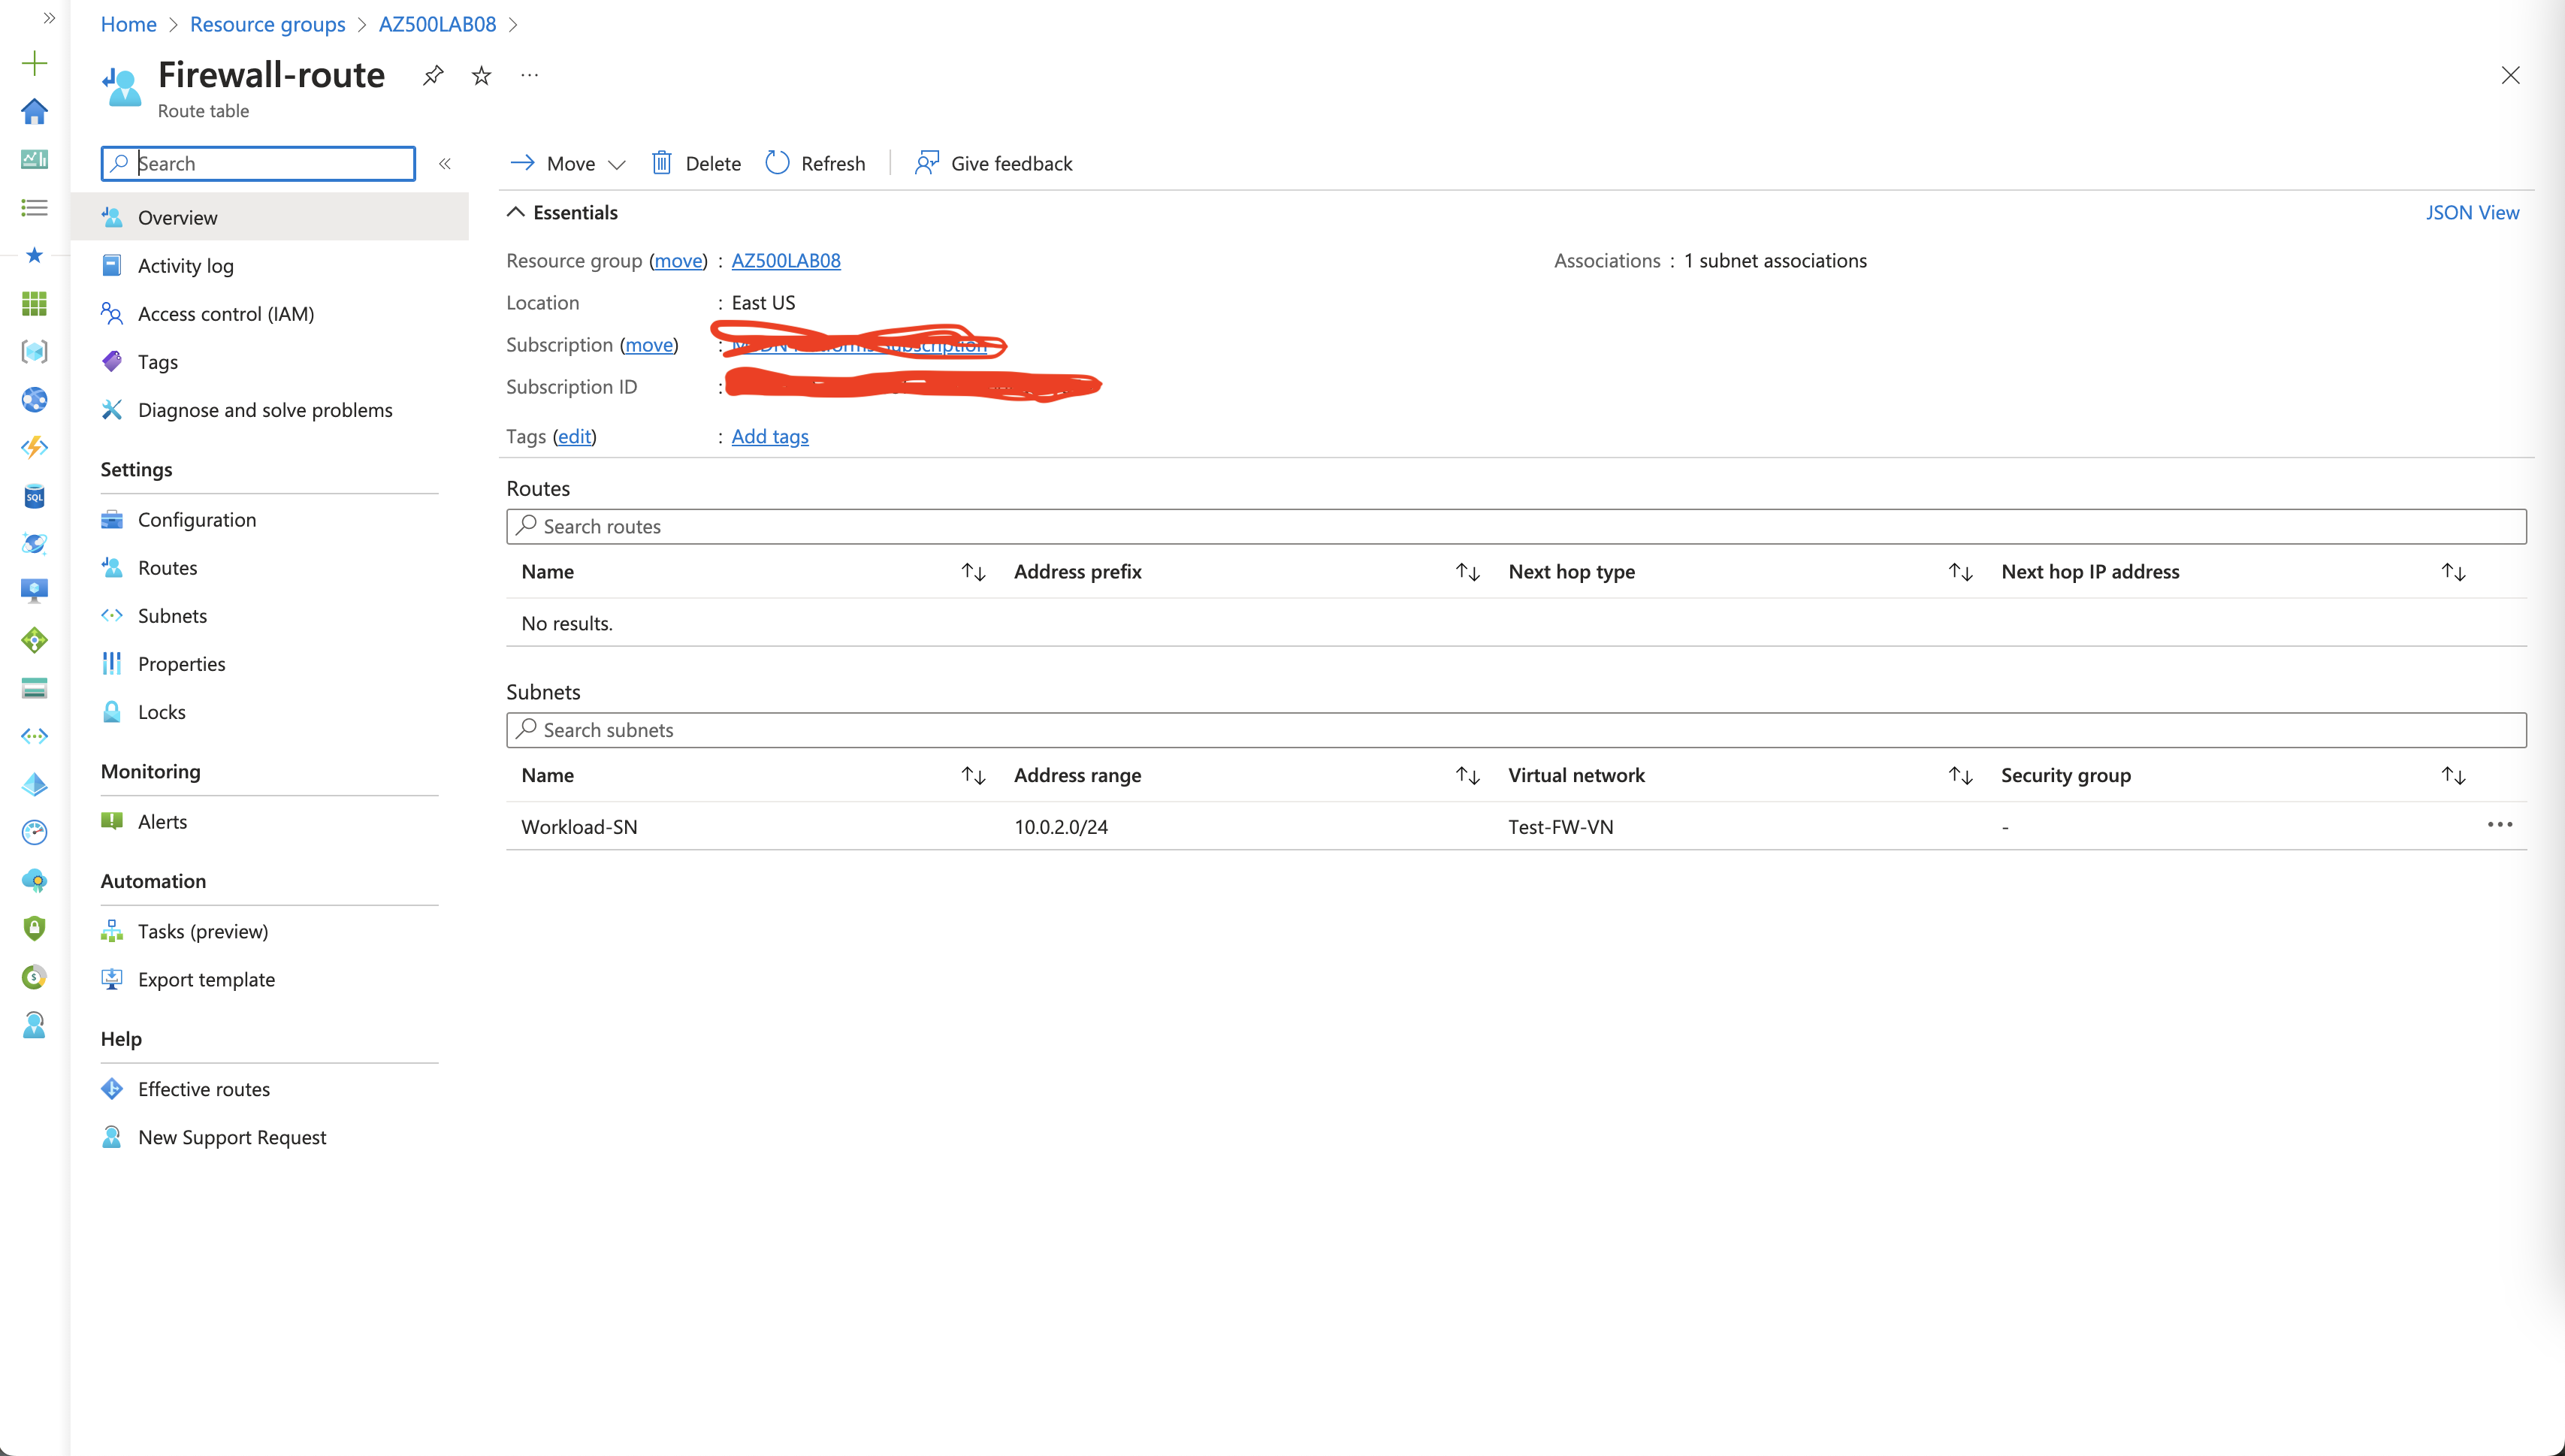 Home > Resource groups > AZ500LAB08 >
Firewall-route
Route table
Search
Move Delete Refresh Give feedback
Overview
Activity log
Access control (IAM)
Tags
Diagnose and solve problems
Settings
Configuration
Routes
Subnets
Properties
Locks
Monitoring
Alerts
Automation
Tasks (preview)
Export template
Help
Effective routes
New Support Request
Essentials JSON View
Resource group (move) : AZ500LAB08 Associations : 1 subnet associations
Location : East US
Subscription (move) :
Subscription ID :
Tags (edit) : Add tags
Routes
Search routes
Name Address prefix Next hop type Next hop IP address
No results.
Subnets
Search subnets
Name Address range Virtual network Security group
Workload-SN 10.0.2.0/24 Test-FW-VN -
SQL